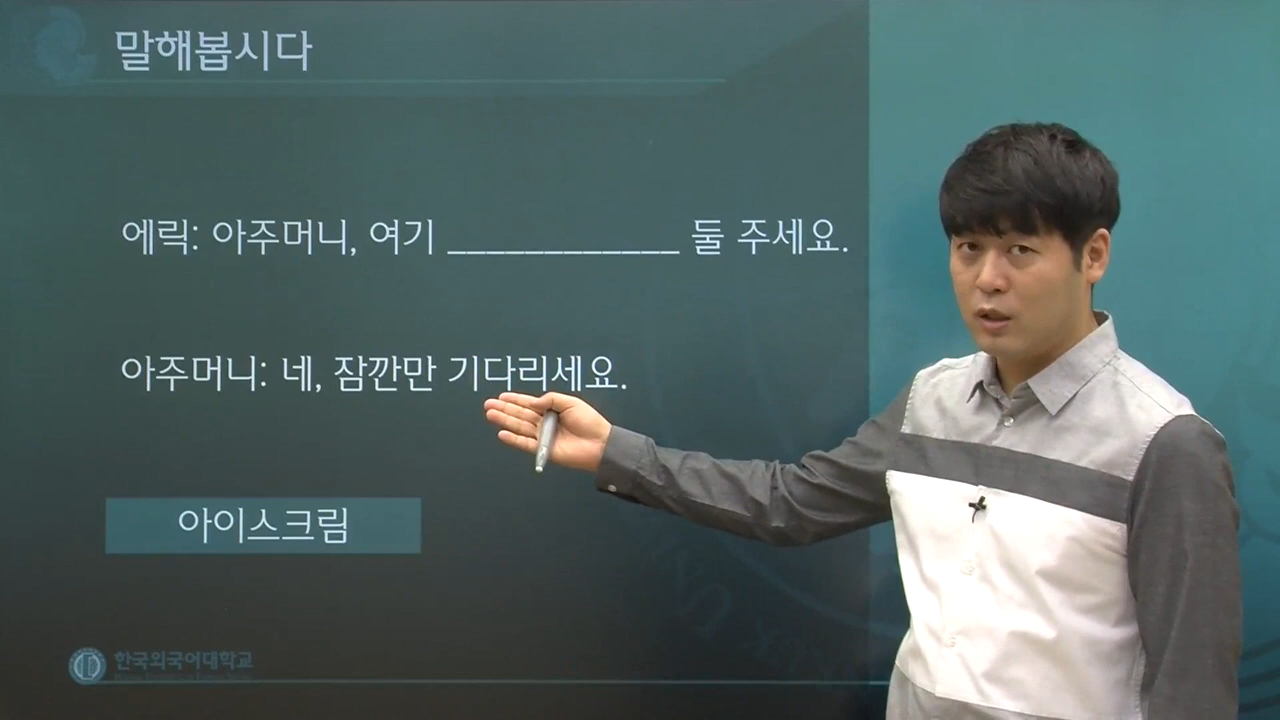 말해봅시다
에릭: 아주머니, 여기 ____________ 둘 주세요.
아주머니: 네, 잠깐만 기다리세요.
아이스크림
한국외국어대학교